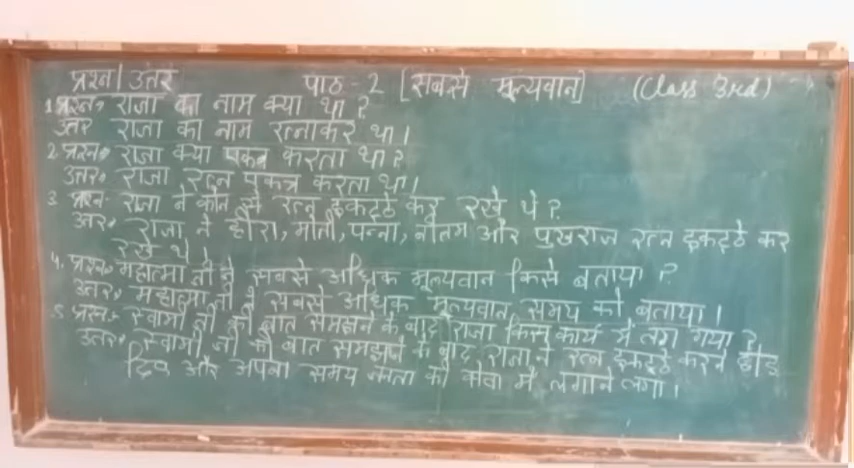 प्रश्न/उत्तर पाठ-2 [सबसे मूल्यवान] (Class 3rd)
1. प्रश्न राजा का नाम क्या था?
उत्तर राजा का नाम रत्नाकर था।
2. प्रश्न राजा क्या एकत्र करता था?
उत्तर राजा रत्न एकत्र करता था।
3. प्रश्न- राजा ने कौन से रत्न इकट्ठे कर रखे थे?
उत्तर राजा ने हीरा, मोती, पन्ना, नीलम और पुखराज रत्न इकट्ठे कर
रखे थे।
4. प्रश्न महात्मा जी ने सबसे अधिक मूल्यवान किसे बताया?
उत्तर महात्मा जी ने सबसे अधिक मूल्यवान समय को बताया।
5. प्रश्न- स्वामी जी की बात समझने के बाद राजा किस कार्य में लग गया?
उत्तर स्वामी जी की बात समझने के बाद राजा ने रत्न इकट्ठे करने छोड़
दिए और अपना समय जनता की सेवा में लगाने लगा।